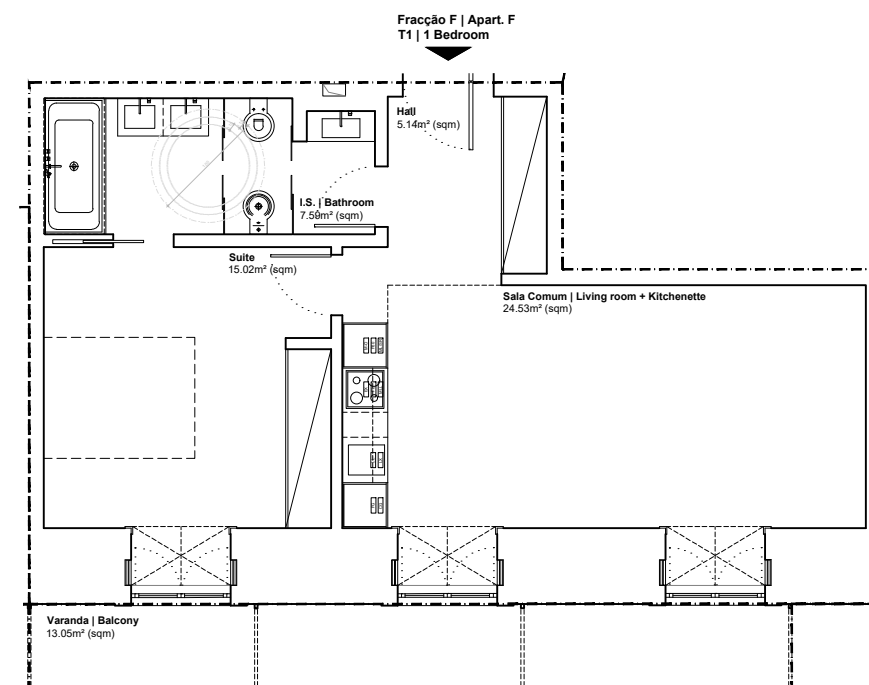 Fracção F | Apart. F
T1 | 1 Bedroom
Hall
5.14m² (sqm)
I.S. | Bathroom
7.59m² (sqm)
Suite
15.02m² (sqm)
Sala Comum | Living room + Kitchenette
24.53m² (sqm)
Varanda | Balcony
13.05m² (sqm)